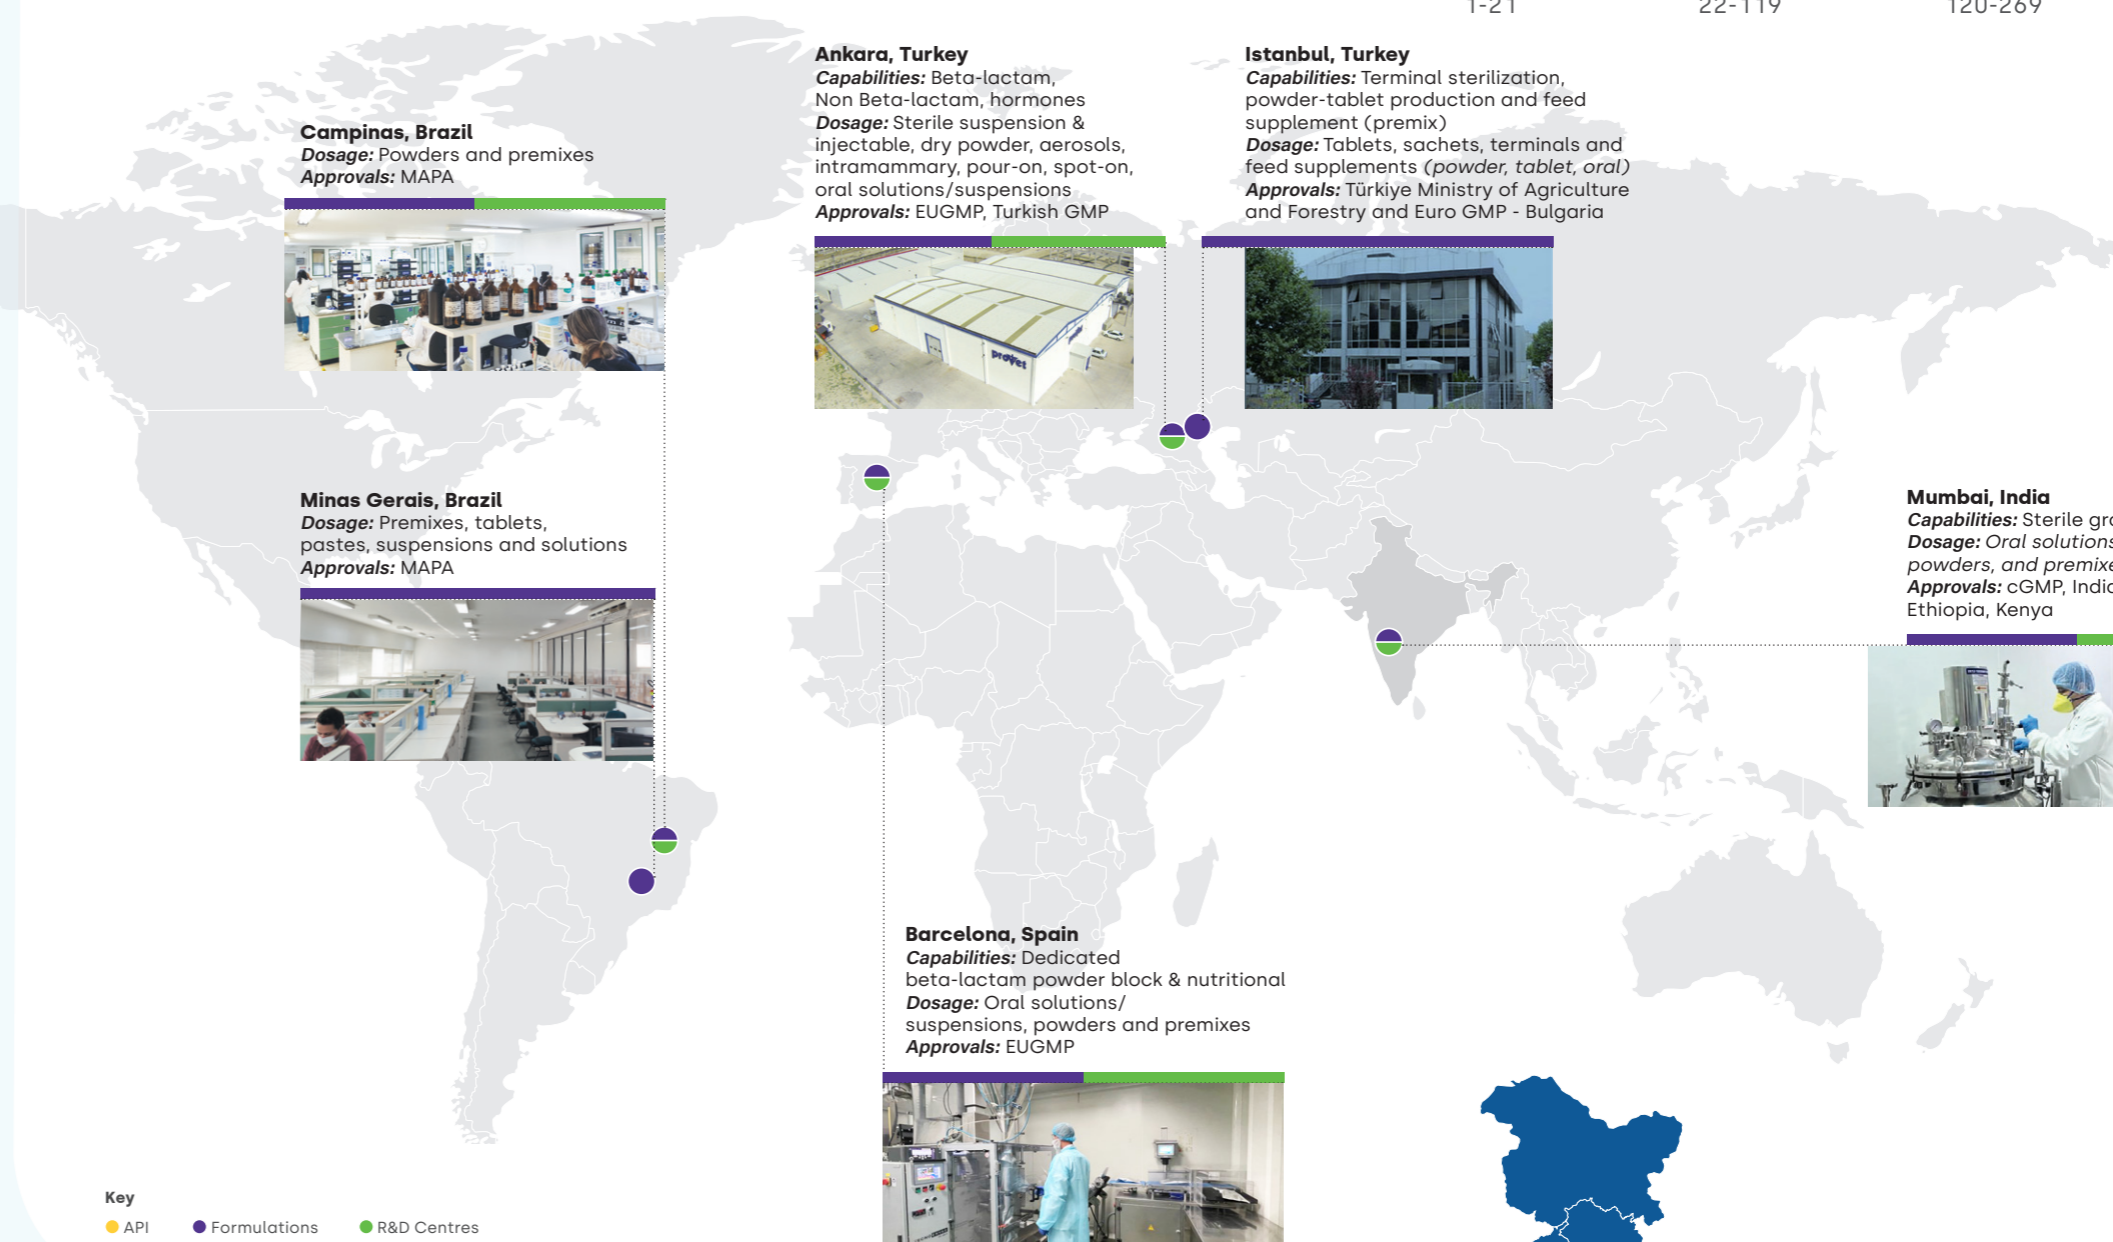 1-21
22-119
120-269
Ankara, Turkey
Capabilities: Beta-lactam,
Non Beta-lactam, hormones
Dosage: Sterile suspension &
injectable, dry powder, aerosols,
intramammary, pour-on, spot-on,
oral solutions/suspensions
Approvals: EUGMP, Turkish GMP
Istanbul, Turkey
Capabilities: Terminal sterilization,
powder-tablet production and feed
supplement (premix)
Dosage: Tablets, sachets, terminals and
feed supplements (powder, tablet, oral)
Approvals: Türkiye Ministry of Agriculture
and Forestry and Euro GMP - Bulgaria
Campinas, Brazil
Dosage: Powders and premixes
Approvals: MAPA
provet
Minas Gerais, Brazil
Dosage: Premixes, tablets,
pastes, suspensions and solutions
Approvals: MAPA
Mumbai, India
Capabilities: Sterile
Dosage: Oral solutions
powders, and
Approvals: cGMP,
Ethiopia, Kenya
Barcelona, Spain
Capabilities: Dedicated
beta-lactam powder block & nutritional
Dosage: Oral solutions/
suspensions, powders and premixes
Approvals: EUGMP
Key
API
Formulations
R&D Centres